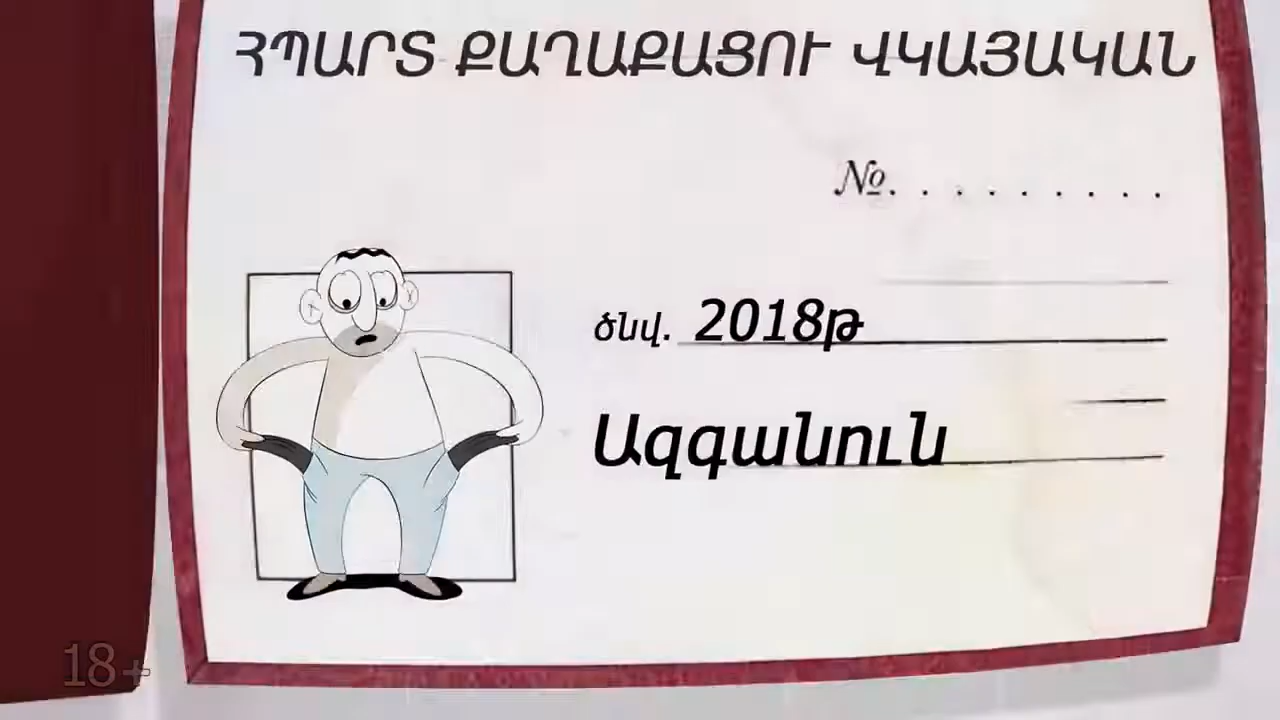 ՀՊԱՐՏ ՔԱՂԱՔԱՑՈՒ ՎԿԱՅԱԿԱՆ
№. . . . . . . . .
ծնվ. 2018թ
Ազգանուն
18+